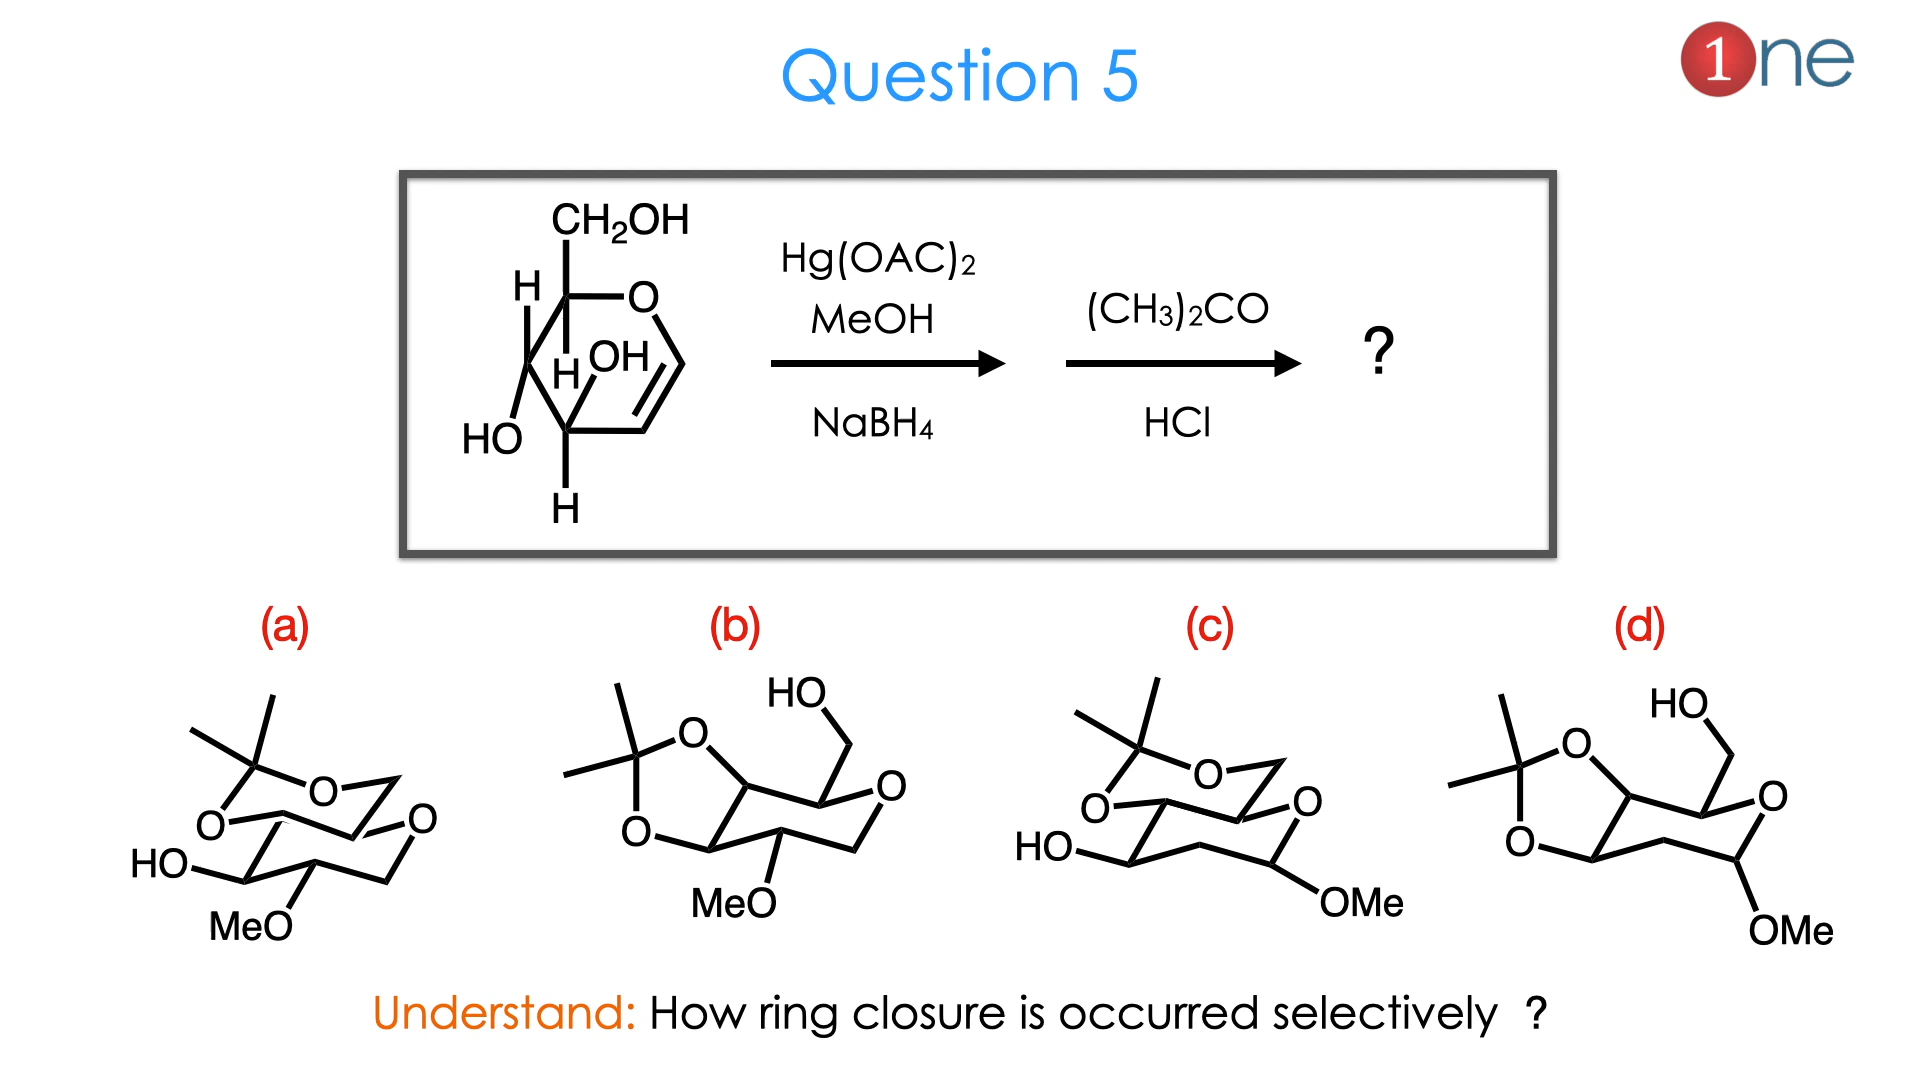 Question 5
1ne
CH₂OH
H
O
H
OH
HO
H
Hg(OAC)₂
MeOH
NaBH₄
(CH₃)₂CO
HCl
?
(a)
(b)
(c)
(d)
O
O
O
HO
MeO
HO
O
O
O
MeO
O
O
O
HO
OMe
HO
O
O
O
OMe
Understand: How ring closure is occurred selectively ?